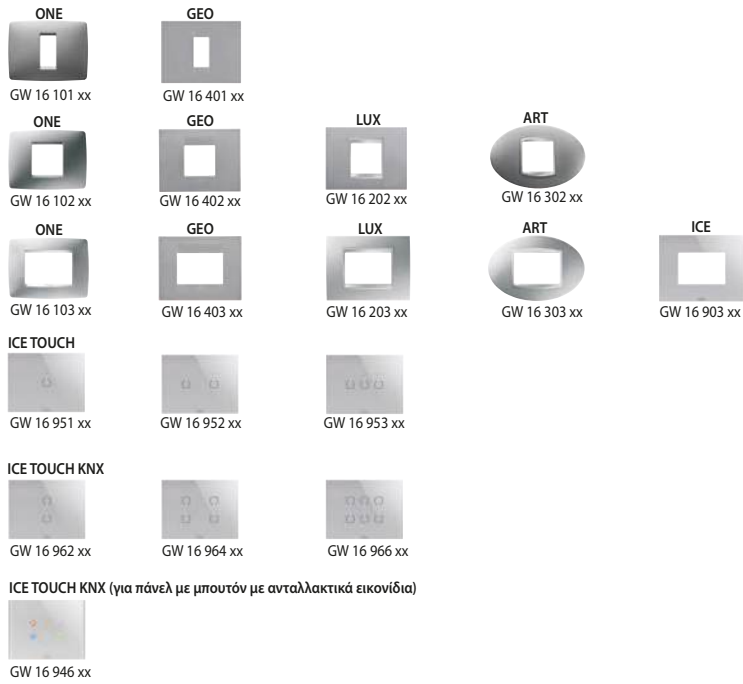 ONE GEO
GW 16 101 xx GW 16 401 xx
ONE GEO LUX ART
GW 16 102 xx GW 16 402 xx GW 16 202 xx GW 16 302 xx
ONE GEO LUX ART ICE
GW 16 103 xx GW 16 403 xx GW 16 203 xx GW 16 303 xx GW 16 903 xx
ICE TOUCH
GW 16 951 xx GW 16 952 xx GW 16 953 xx
ICE TOUCH KNX
GW 16 962 xx GW 16 964 xx GW 16 966 xx
ICE TOUCH KNX (για πάνελ με μπουτόν με ανταλλακτικά εικονίδια)
GW 16 946 xx